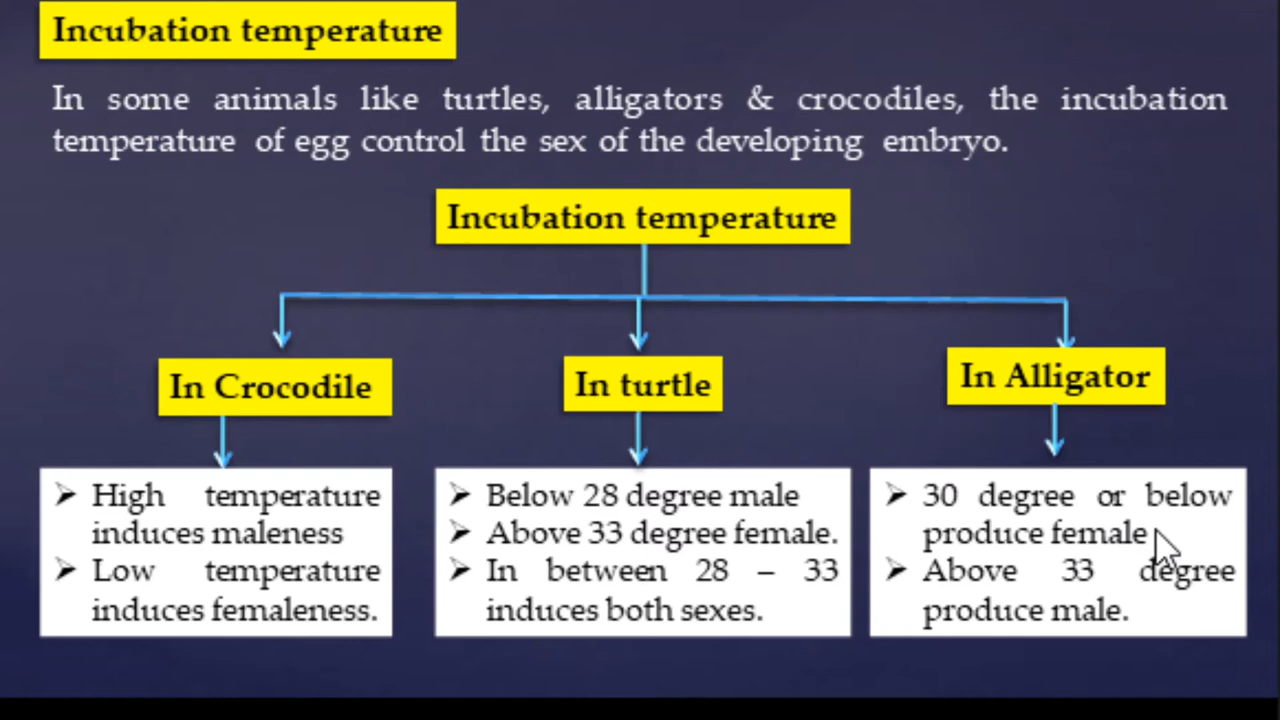 Incubation temperature
In some animals like turtles, alligators & crocodiles, the incubation
temperature of egg control the sex of the developing embryo.
Incubation temperature
In Crocodile
In turtle
In Alligator
➢ High temperature
induces maleness
➢ Low temperature
induces femaleness.
➢ Below 28 degree male
➢ Above 33 degree female.
➢ In between 28 – 33
induces both sexes.
➢ 30 degree or below
produce female
➢ Above 33 degree
produce male.